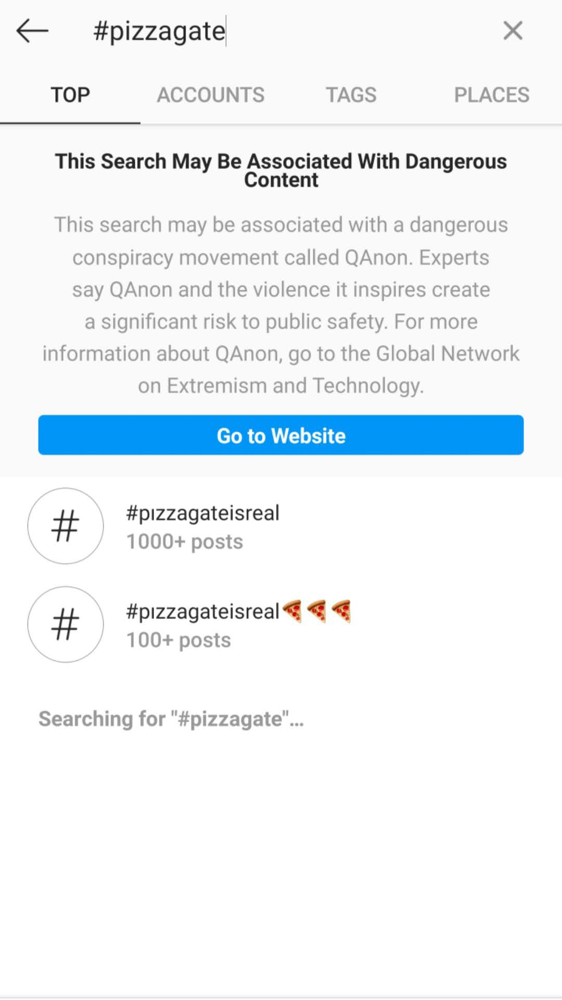 #pizzagate
TOP ACCOUNTS TAGS PLACES
This Search May Be Associated With Dangerous
Content
This search may be associated with a dangerous
conspiracy movement called QAnon. Experts
say QAnon and the violence it inspires create
a significant risk to public safety. For more
information about QAnon, go to the Global Network
on Extremism and Technology.
Go to Website
#
#pızzagateisreal
1000+ posts
#
#pızzagateisreal🍕🍕🍕
100+ posts
Searching for "#pizzagate"...